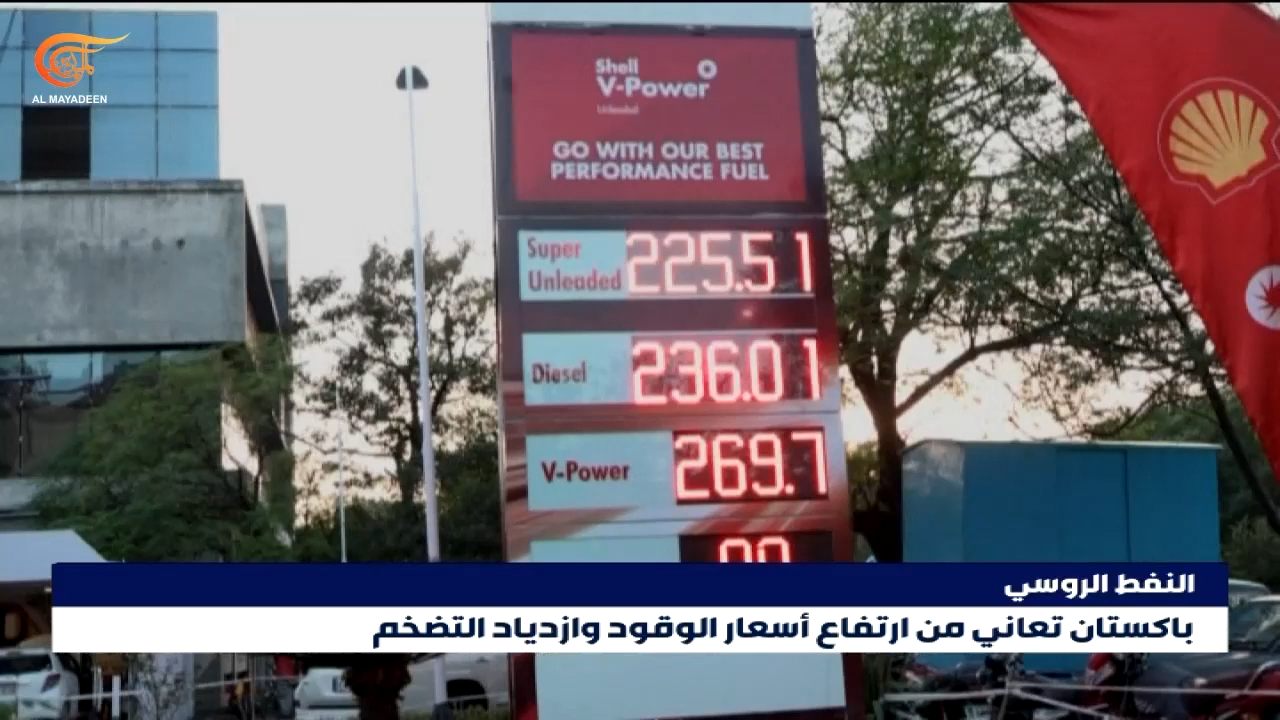 AL MAYADEEN
Shell
V-Power
Unleaded
GO WITH OUR BEST
PERFORMANCE FUEL
Super
Unleaded
225.51
Diesel
236.01
V-Power
269.7
النفط الروسي
باكستان تعاني من ارتفاع أسعار الوقود وازدياد التضخم